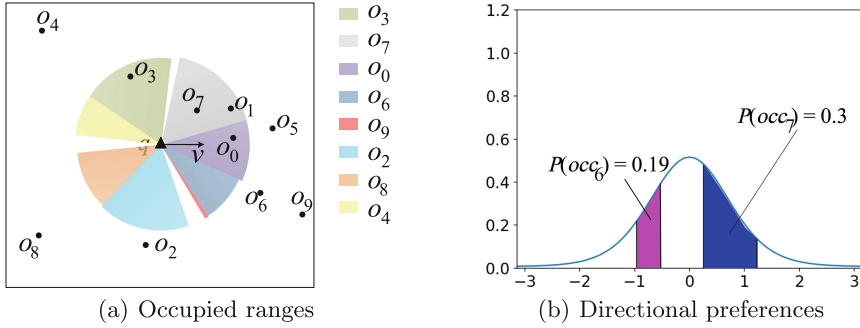 o4
o3
o7
o1
o5
o0
q
v
o6
o9
o2
o8
o3
o7
o0
o6
o9
o2
o8
o4
(a) Occupied ranges
1.2
1.0
0.8
0.6
0.4
0.2
0.0
P(occ7) = 0.3
P(occ6) = 0.19
−3 −2 −1 0 1 2 3
(b) Directional preferences